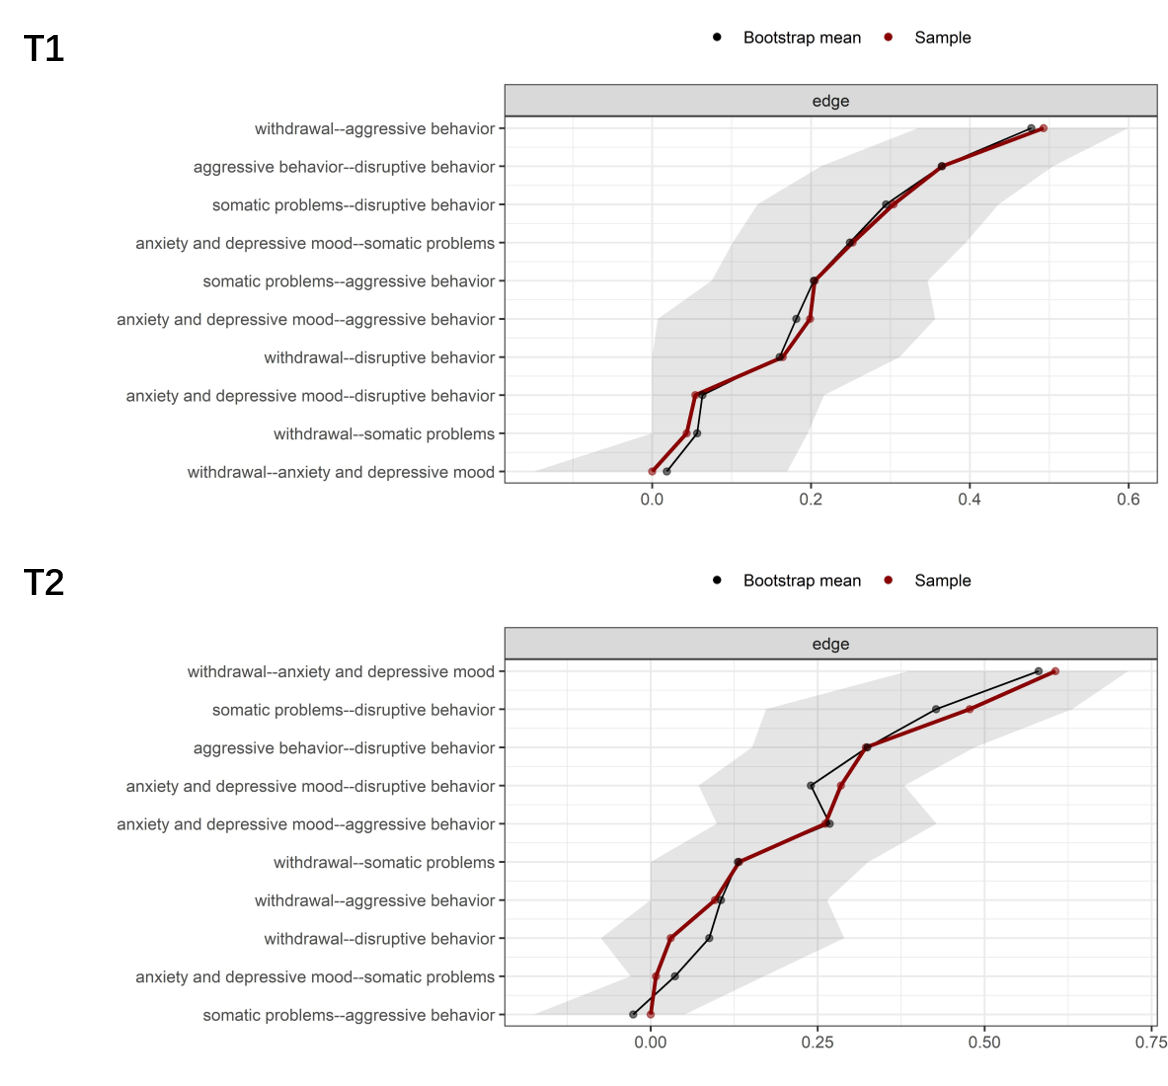 T1
Bootstrap mean Sample
edge
withdrawal--aggressive behavior
aggressive behavior--disruptive behavior
somatic problems--disruptive behavior
anxiety and depressive mood--somatic problems
somatic problems--aggressive behavior
anxiety and depressive mood--aggressive behavior
withdrawal--disruptive behavior
anxiety and depressive mood--disruptive behavior
withdrawal--somatic problems
withdrawal--anxiety and depressive mood
0.0 0.2 0.4 0.6
T2
Bootstrap mean Sample
edge
withdrawal--anxiety and depressive mood
somatic problems--disruptive behavior
aggressive behavior--disruptive behavior
anxiety and depressive mood--disruptive behavior
anxiety and depressive mood--aggressive behavior
withdrawal--somatic problems
withdrawal--aggressive behavior
withdrawal--disruptive behavior
anxiety and depressive mood--somatic problems
somatic problems--aggressive behavior
0.00 0.25 0.50 0.75